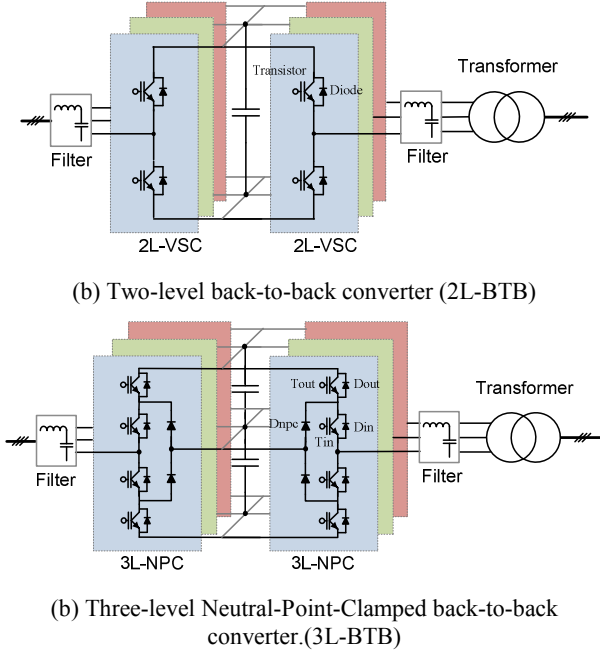 Transistor
Diode
Transformer
Filter
Filter
2L-VSC
2L-VSC
(b) Two-level back-to-back converter (2L-BTB)
Tout
Dout
Transformer
Dnpc
Din
Tin
Filter
Filter
3L-NPC
3L-NPC
(b) Three-level Neutral-Point-Clamped back-to-back
converter.(3L-BTB)